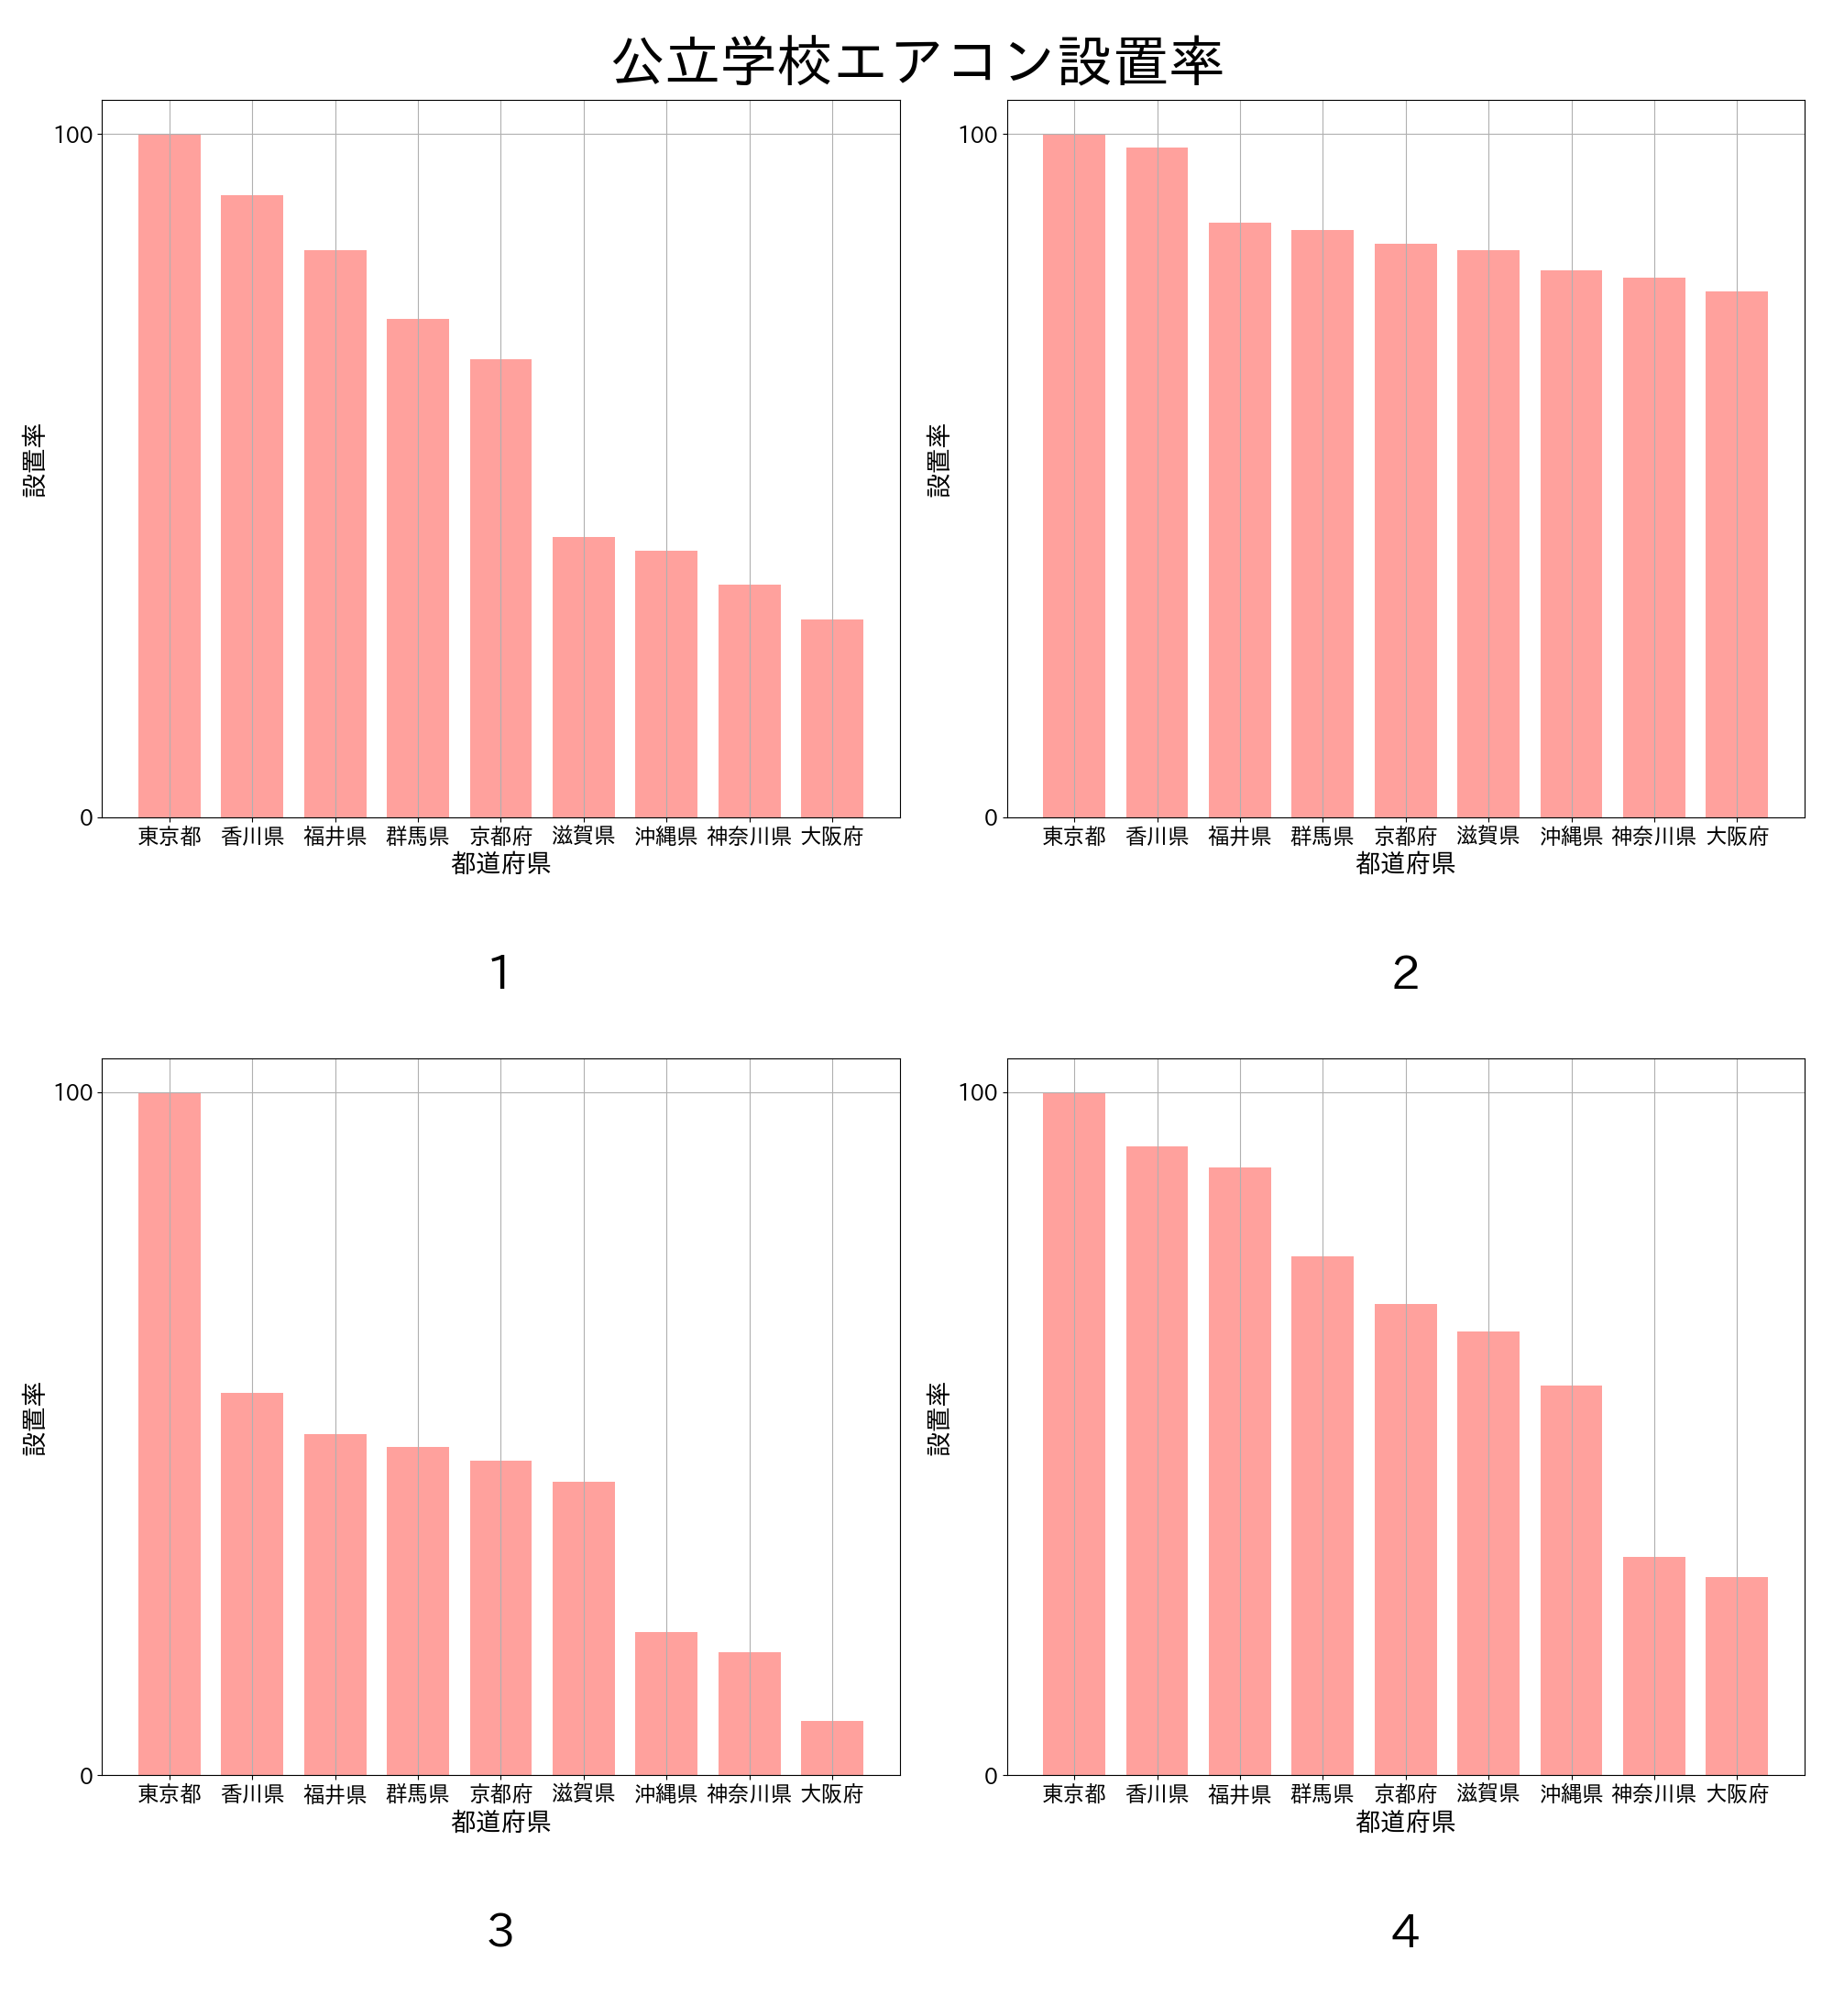 公立学校エアコン設置率
100
設置率
0
東京都 香川県 福井県 群馬県 京都府 滋賀県 沖縄県 神奈川県 大阪府
都道府県
1
100
設置率
0
東京都 香川県 福井県 群馬県 京都府 滋賀県 沖縄県 神奈川県 大阪府
都道府県
2
100
設置率
0
東京都 香川県 福井県 群馬県 京都府 滋賀県 沖縄県 神奈川県 大阪府
都道府県
3
100
設置率
0
東京都 香川県 福井県 群馬県 京都府 滋賀県 沖縄県 神奈川県 大阪府
都道府県
4